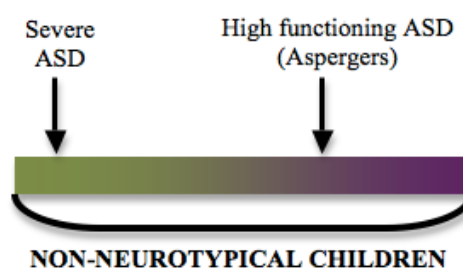 Severe
ASD
High functioning ASD
(Aspergers)
NON-NEUROTYPICAL CHILDREN